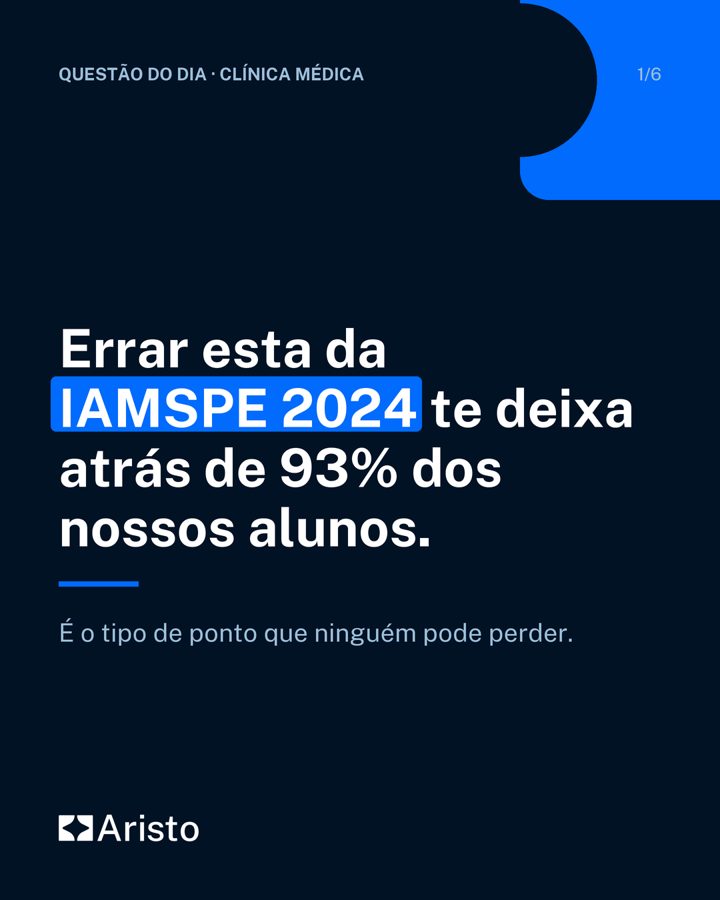 QUESTÃO DO DIA · CLÍNICA MÉDICA
1/6
Errar esta da
IAMSPE 2024 te deixa
atrás de 93% dos
nossos alunos.
É o tipo de ponto que ninguém pode perder.
Aristo